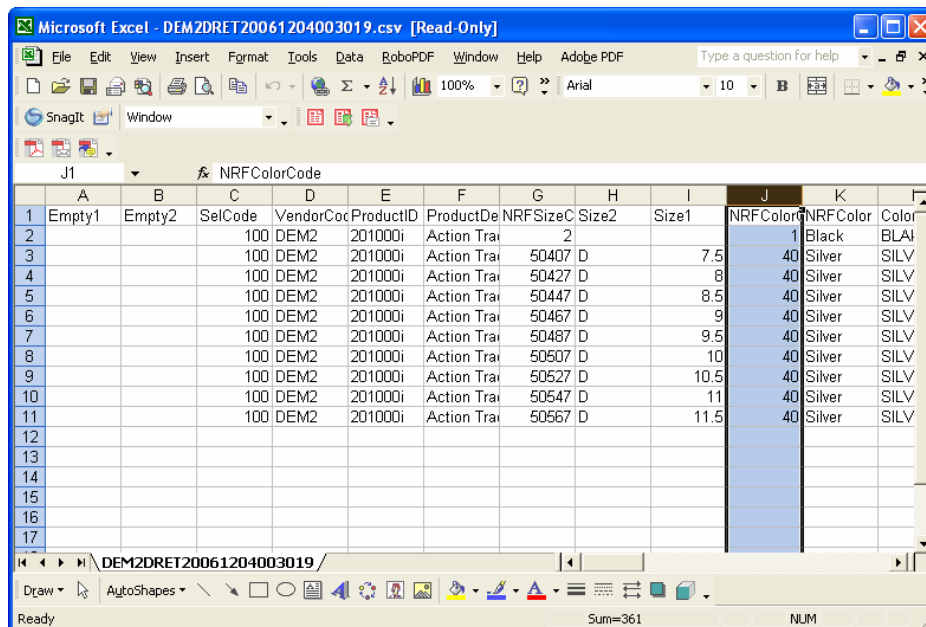 Microsoft Excel - DEM2DRET20061204003019.csv [Read-Only]
File Edit View Insert Format Tools Data RoboPDF Window Help Adobe PDF Type a question for help
100% Arial 10 B
SnagIt Window
J1 fx NRFColorCode
A B C D E F G H I J K
1 Empty1 Empty2 SelCode VendorCod ProductID ProductDe NRFSizeC Size2 Size1 NRFColorC NRFColor Color
2 100 DEM2 201000i Action Tra 2 1 Black BLA
3 100 DEM2 201000i Action Tra 50407 D 7.5 40 Silver SILV
4 100 DEM2 201000i Action Tra 50427 D 8 40 Silver SILV
5 100 DEM2 201000i Action Tra 50447 D 8.5 40 Silver SILV
6 100 DEM2 201000i Action Tra 50467 D 9 40 Silver SILV
7 100 DEM2 201000i Action Tra 50487 D 9.5 40 Silver SILV
8 100 DEM2 201000i Action Tra 50507 D 10 40 Silver SILV
9 100 DEM2 201000i Action Tra 50527 D 10.5 40 Silver SILV
10 100 DEM2 201000i Action Tra 50547 D 11 40 Silver SILV
11 100 DEM2 201000i Action Tra 50567 D 11.5 40 Silver SILV
12
13
14
15
16
17
DEM2DRET20061204003019
Draw AutoShapes
Ready Sum=361 NUM